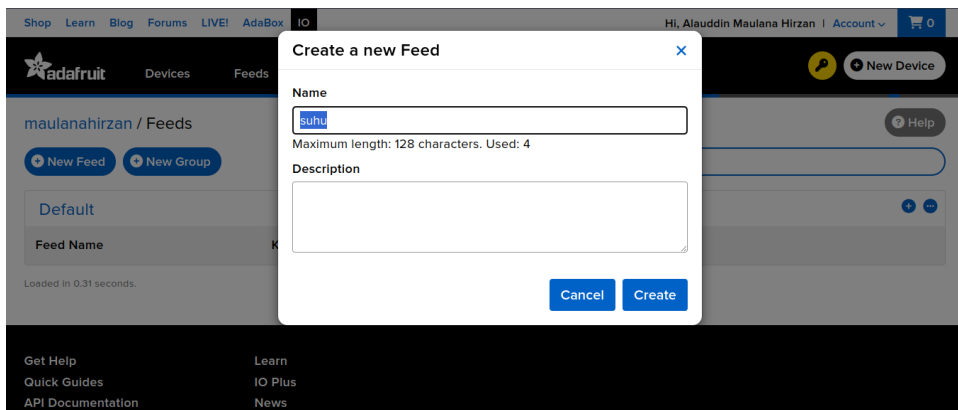 Shop Learn Blog Forums LIVE! AdaBox IO
Hi, Alauddin Maulana Hirzan | Account 0
adafruit Devices Feeds
New Device
maulanahirzan / Feeds
Help
New Feed New Group
Default
Feed Name K
Loaded in 0.31 seconds.
Create a new Feed
Name
suhu
Maximum length: 128 characters. Used: 4
Description
Cancel Create
Get Help Learn
Quick Guides IO Plus
API Documentation News